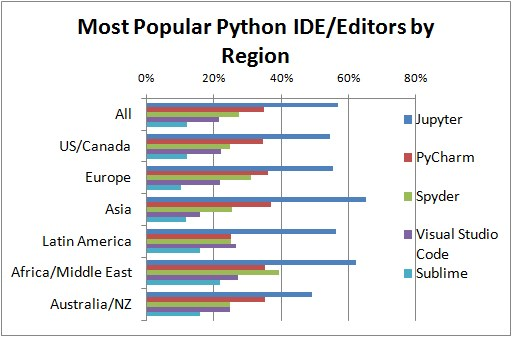 Most Popular Python IDE/Editors by
Region
0% 20% 40% 60% 80%
All
US/Canada
Europe
Asia
Latin America
Africa/Middle East
Australia/NZ
Jupyter
PyCharm
Spyder
Visual Studio
Code
Sublime